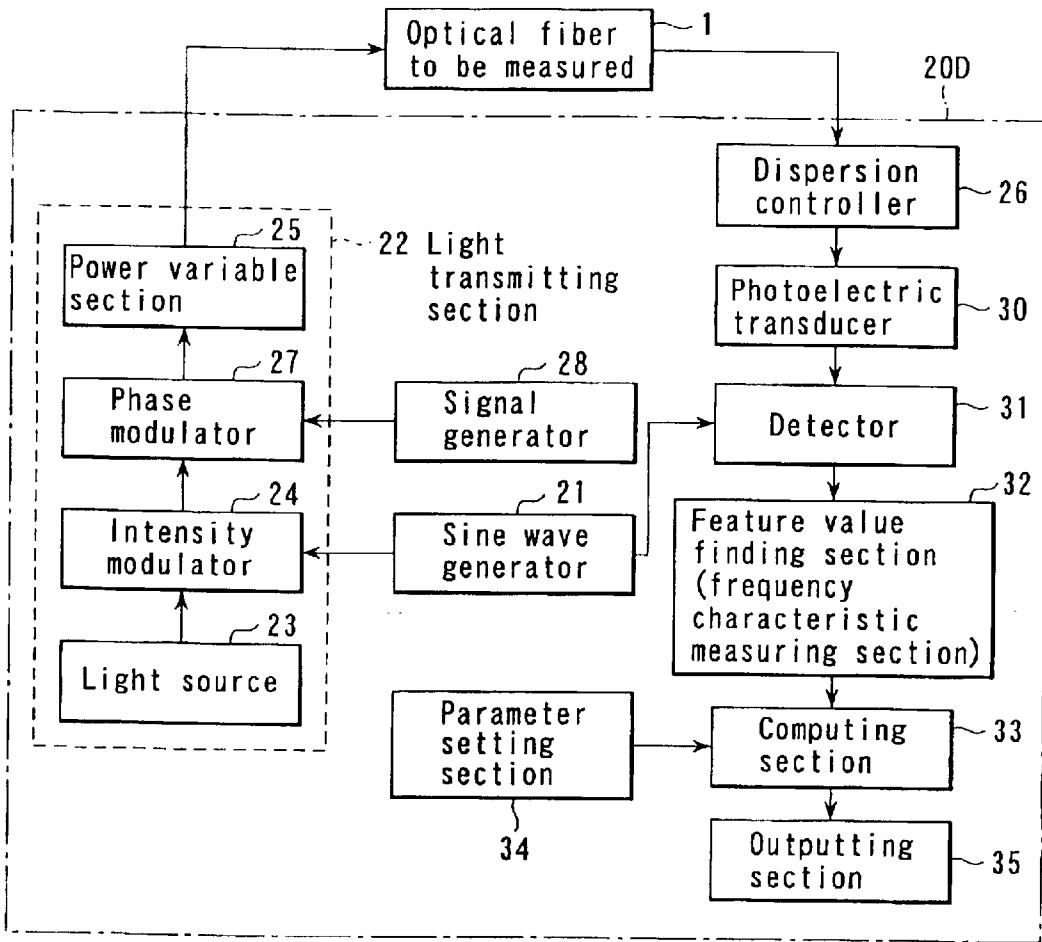 1
Optical fiber
to be measured
20D
Dispersion
controller
26
25
Power variable
section
22 Light
transmitting
section
Photoelectric
transducer
30
27
Phase
modulator
28
Signal
generator
Detector
31
24
Intensity
modulator
21
Sine wave
generator
32
Feature value
finding section
(frequency
characteristic
measuring section)
23
Light source
Parameter
setting
section
34
Computing
section
33
Outputting
section
35